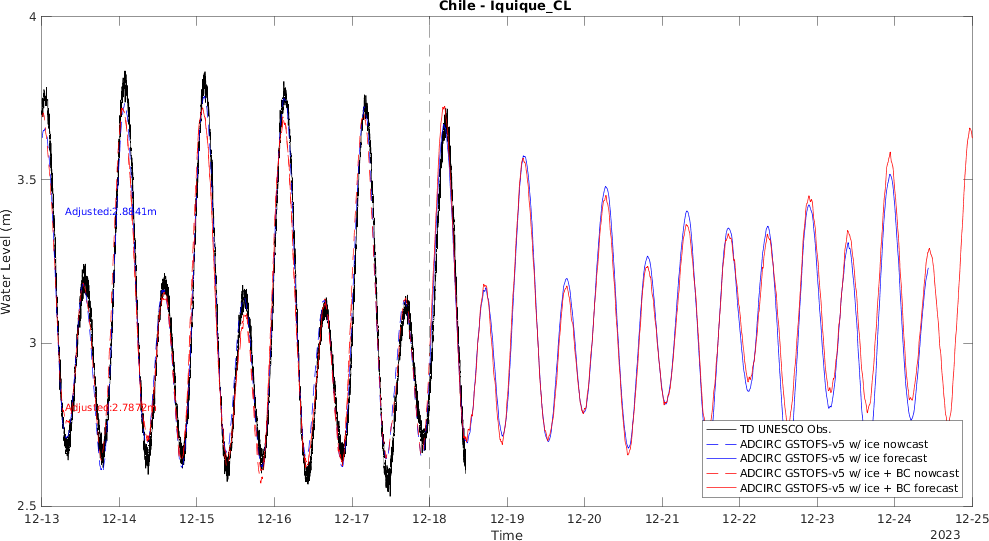 Chile - Iquique_CL
4
3.5
3
2.5
Water Level (m)
Adjusted:2.8841m
Adjusted:2.7872m
TD UNESCO Obs.
ADCIRC GSTOFS-v5 w/ ice nowcast
ADCIRC GSTOFS-v5 w/ ice forecast
ADCIRC GSTOFS-v5 w/ ice + BC nowcast
ADCIRC GSTOFS-v5 w/ ice + BC forecast
12-13 12-14 12-15 12-16 12-17 12-18 12-19 12-20 12-21 12-22 12-23 12-24 12-25
Time
2023